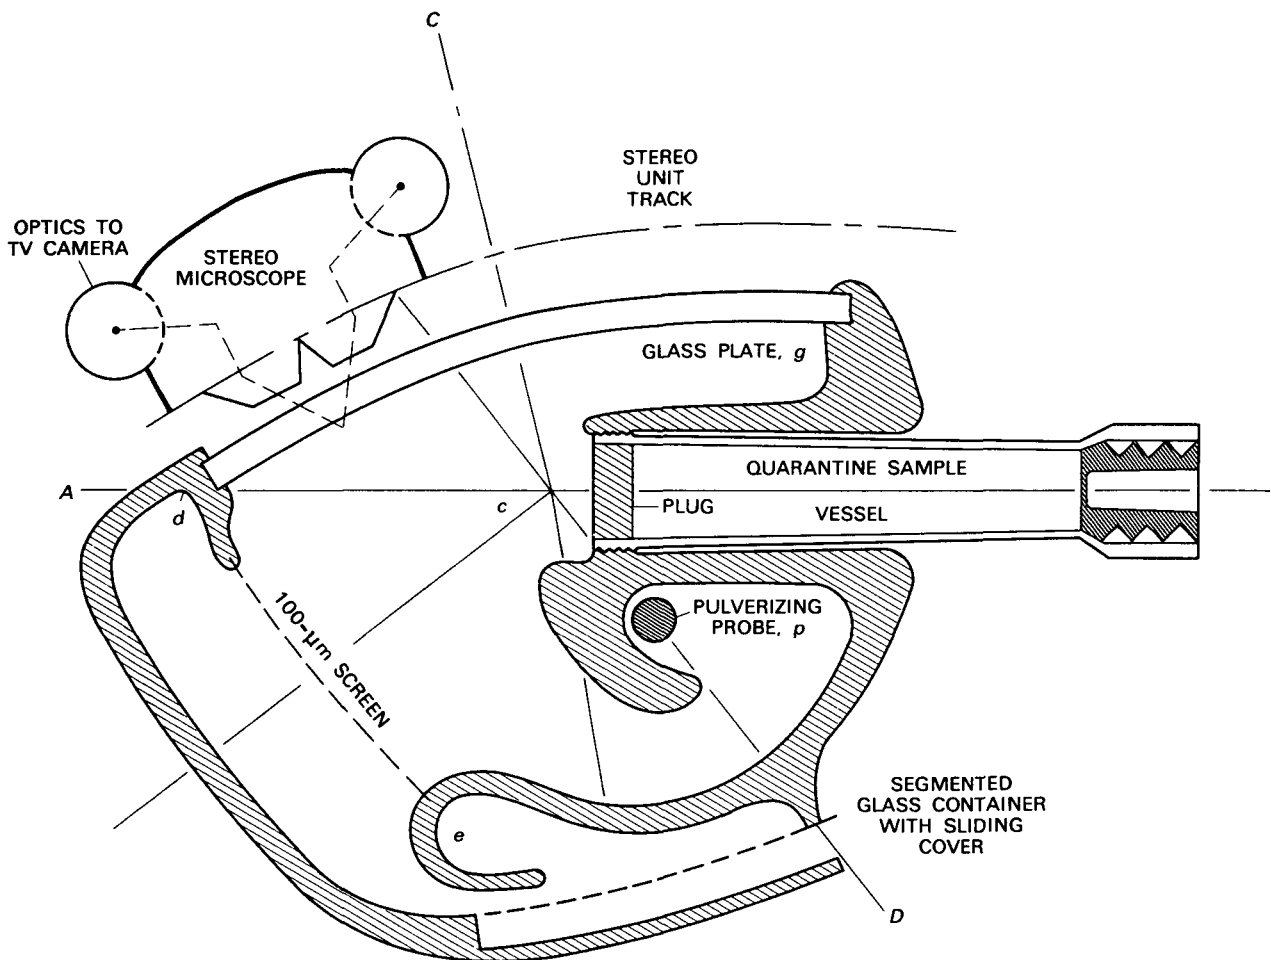 C
STEREO
UNIT
TRACK
OPTICS TO
TV CAMERA
STEREO
MICROSCOPE
GLASS PLATE, g
A
d
c
QUARANTINE SAMPLE
VESSEL
PLUG
100-μm SCREEN
PULVERIZING
PROBE, p
e
SEGMENTED
GLASS CONTAINER
WITH SLIDING
COVER
D